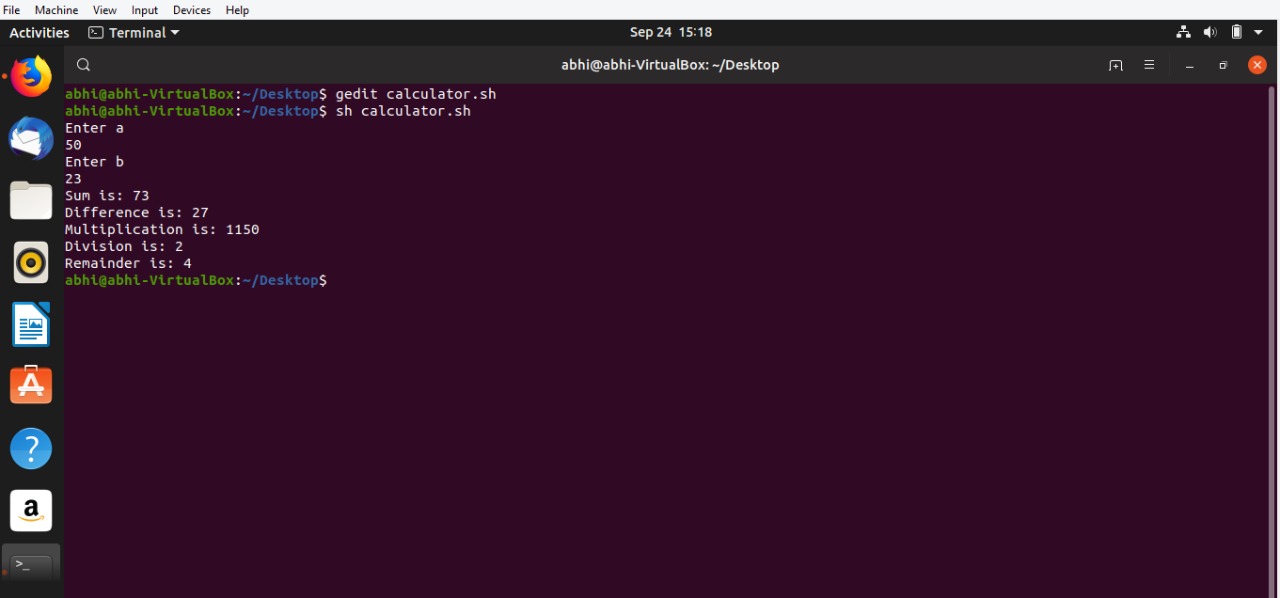 File Machine View Input Devices Help
Activities Terminal Sep 24 15:18
abhi@abhi-VirtualBox: ~/Desktop
abhi@abhi-VirtualBox:~/Desktop$ gedit calculator.sh
abhi@abhi-VirtualBox:~/Desktop$ sh calculator.sh
Enter a
50
Enter b
23
Sum is: 73
Difference is: 27
Multiplication is: 1150
Division is: 2
Remainder is: 4
abhi@abhi-VirtualBox:~/Desktop$